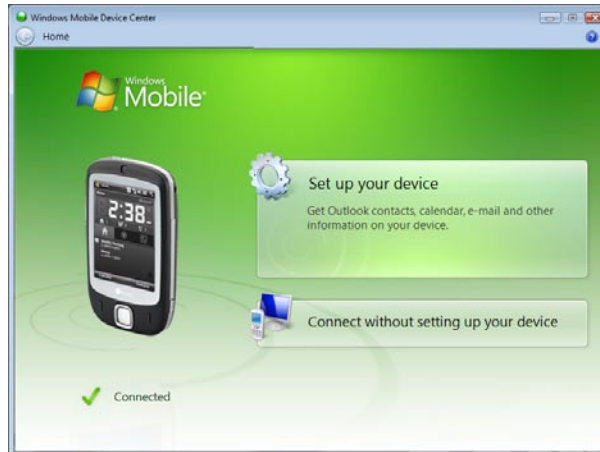 Windows Mobile Device Center
Home
Windows
Mobile
2:38
Set up your device
Get Outlook contacts, calendar, e-mail and other
information on your device.
Connect without setting up your device
Connected